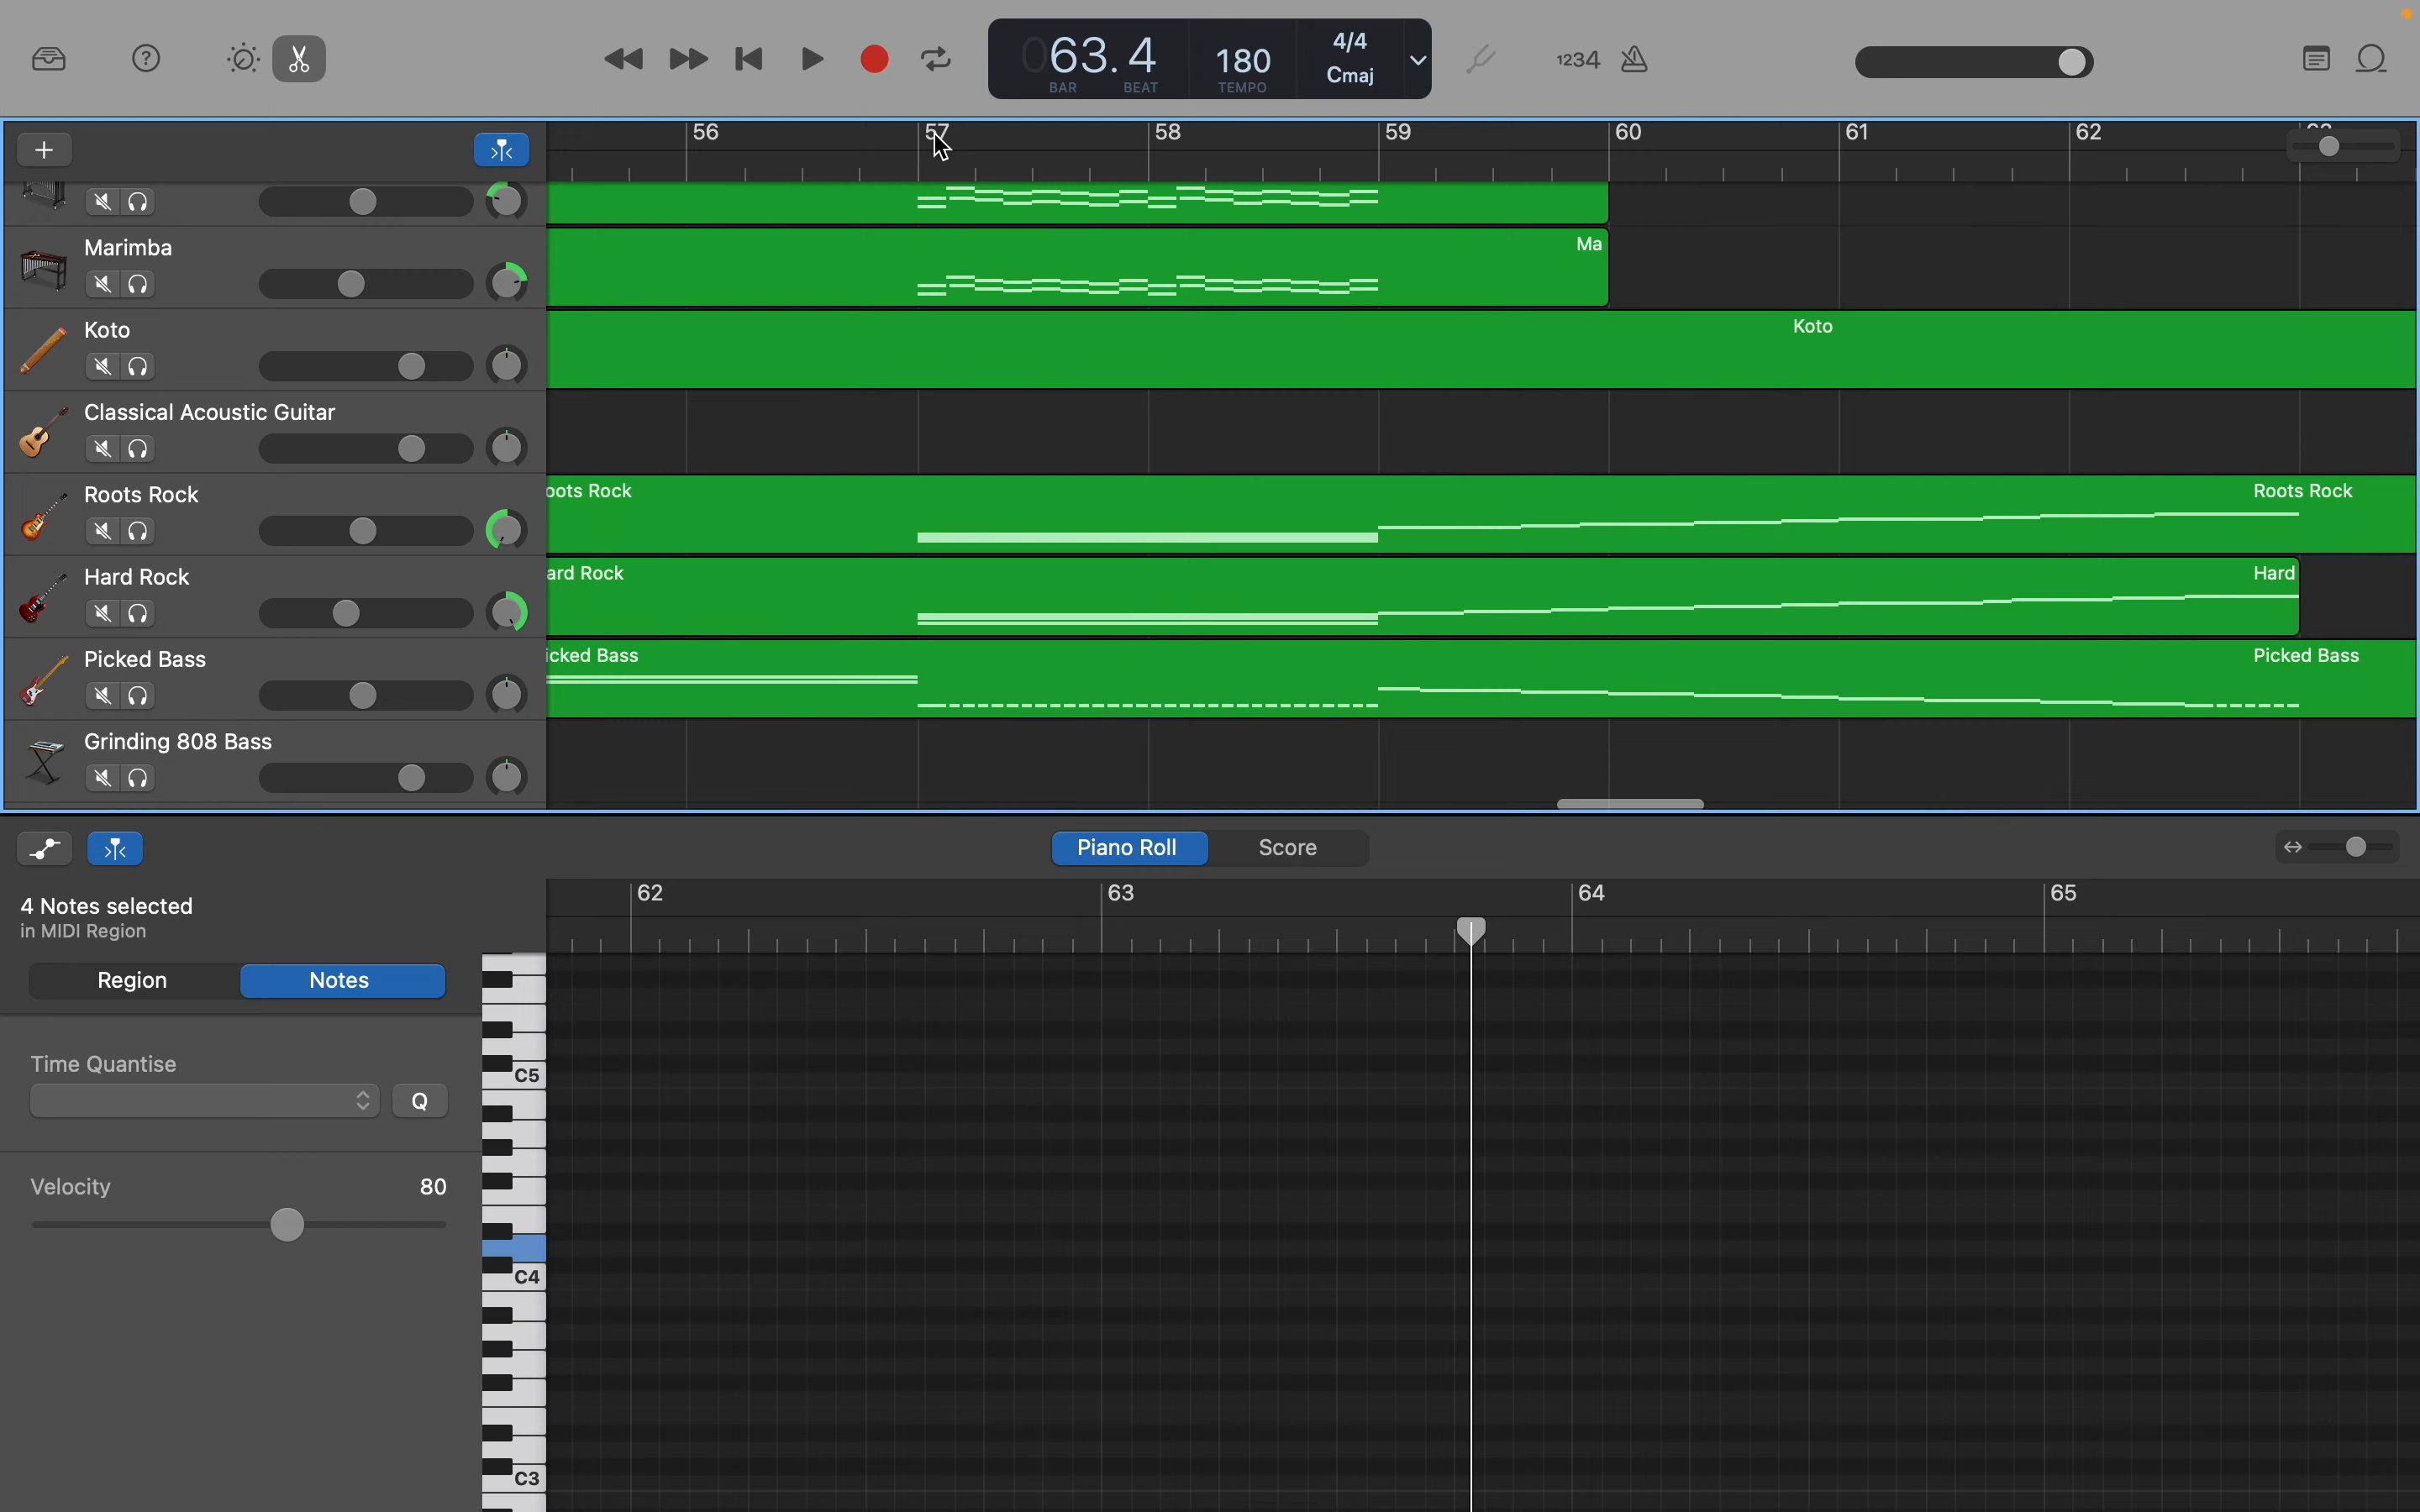 063.4
180
4/4
Cmaj
BAR
BEAT
TEMPO
1234
56
57
58
59
60
61
62
Marimba
Ma
Koto
Koto
Classical Acoustic Guitar
Roots Rock
oots Rock
Roots Rock
Hard Rock
ard Rock
Hard
Picked Bass
icked Bass
Picked Bass
Grinding 808 Bass
Piano Roll
Score
4 Notes selected
in MIDI Region
62
63
64
65
Region
Notes
Time Quantise
Q
Velocity
80
C5
C4
C3